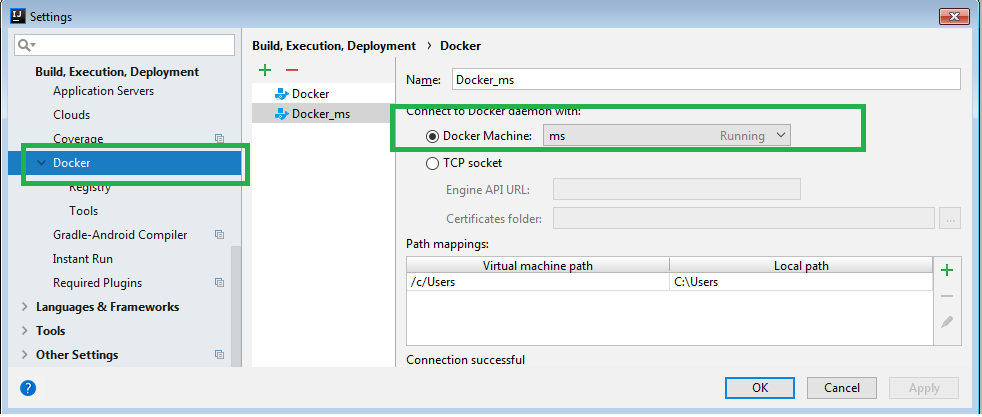 Settings
Build, Execution, Deployment
Application Servers
Clouds
Coverage
Docker
Registry
Tools
Gradle-Android Compiler
Instant Run
Required Plugins
Languages & Frameworks
Tools
Other Settings
Build, Execution, Deployment › Docker
Docker
Docker_ms
Name: Docker_ms
Connect to Docker daemon with:
Docker Machine: ms Running
TCP socket
Engine API URL:
Certificates folder: ...
Path mappings:
Virtual machine path Local path
/c/Users C:\Users
Connection successful
? OK Cancel Apply